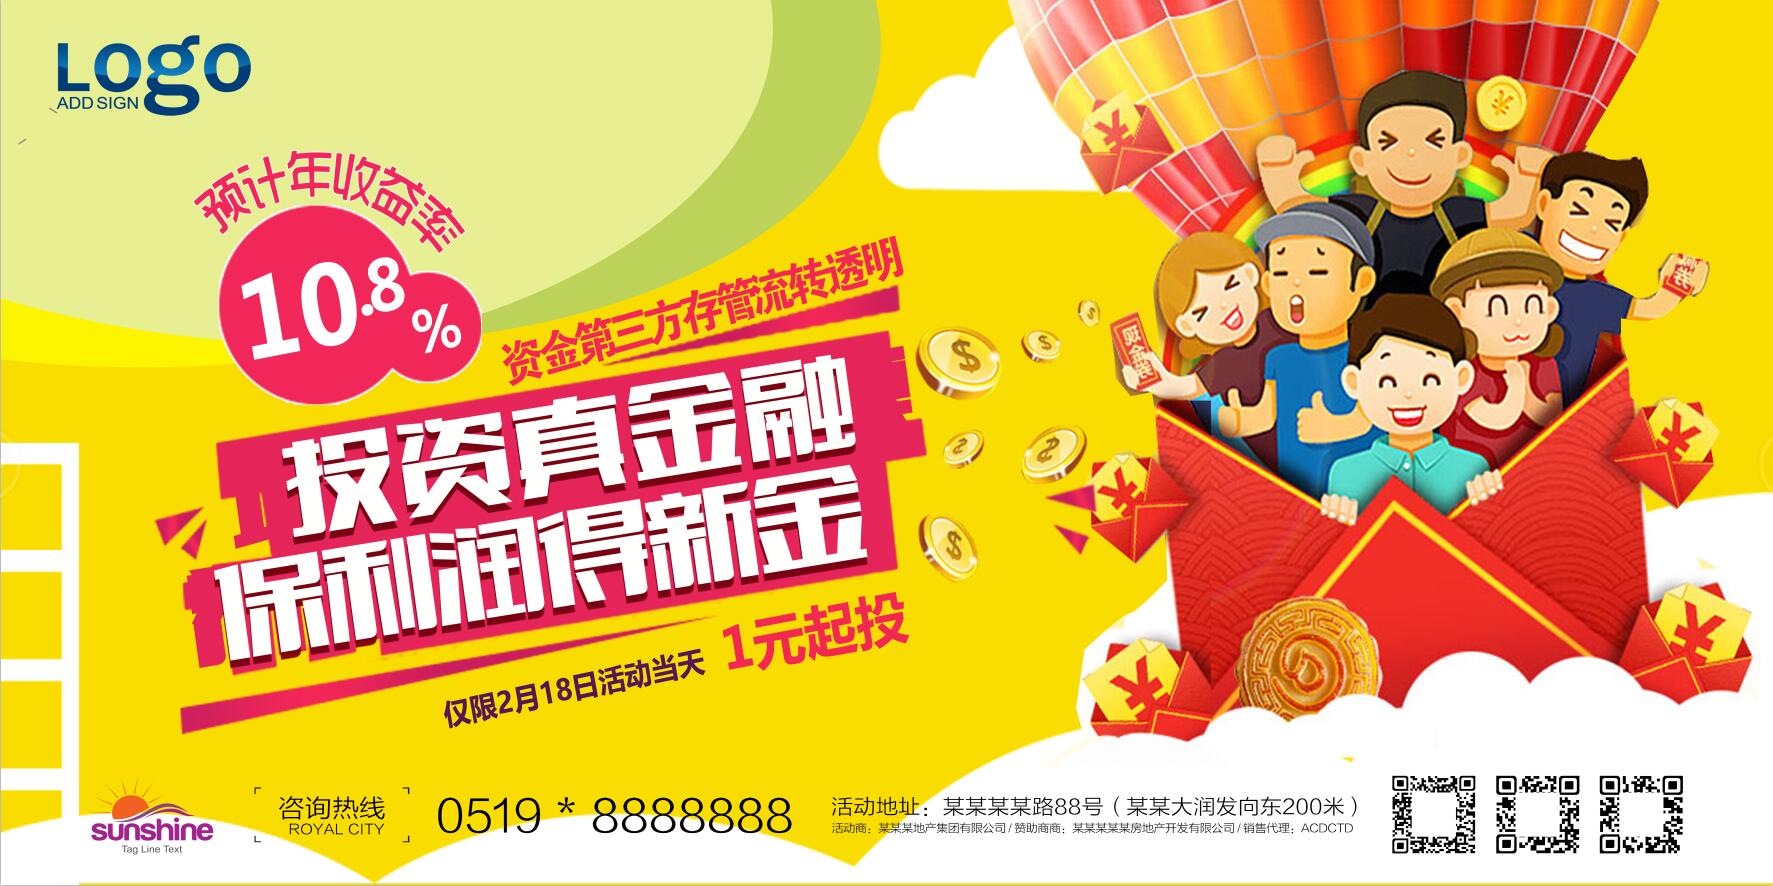 Logo
ADD SIGN
预计年收益率
10.8%
资金第三方存管流转透明
投资真金融
保利润得新金
1元起投
仅限2月18日活动当天
sunshine
Tag Line Text
咨询热线
ROYAL CITY
0519 * 8888888
活动地址：某某某某路88号（某某大润发向东200米）
活动商：某某某地产集团有限公司 / 赞助商商：某某某某某房地产开发有限公司 / 销售代理：ACDCTD
¥
¥
¥
¥
¥
¥
$
$
$
$
$
$